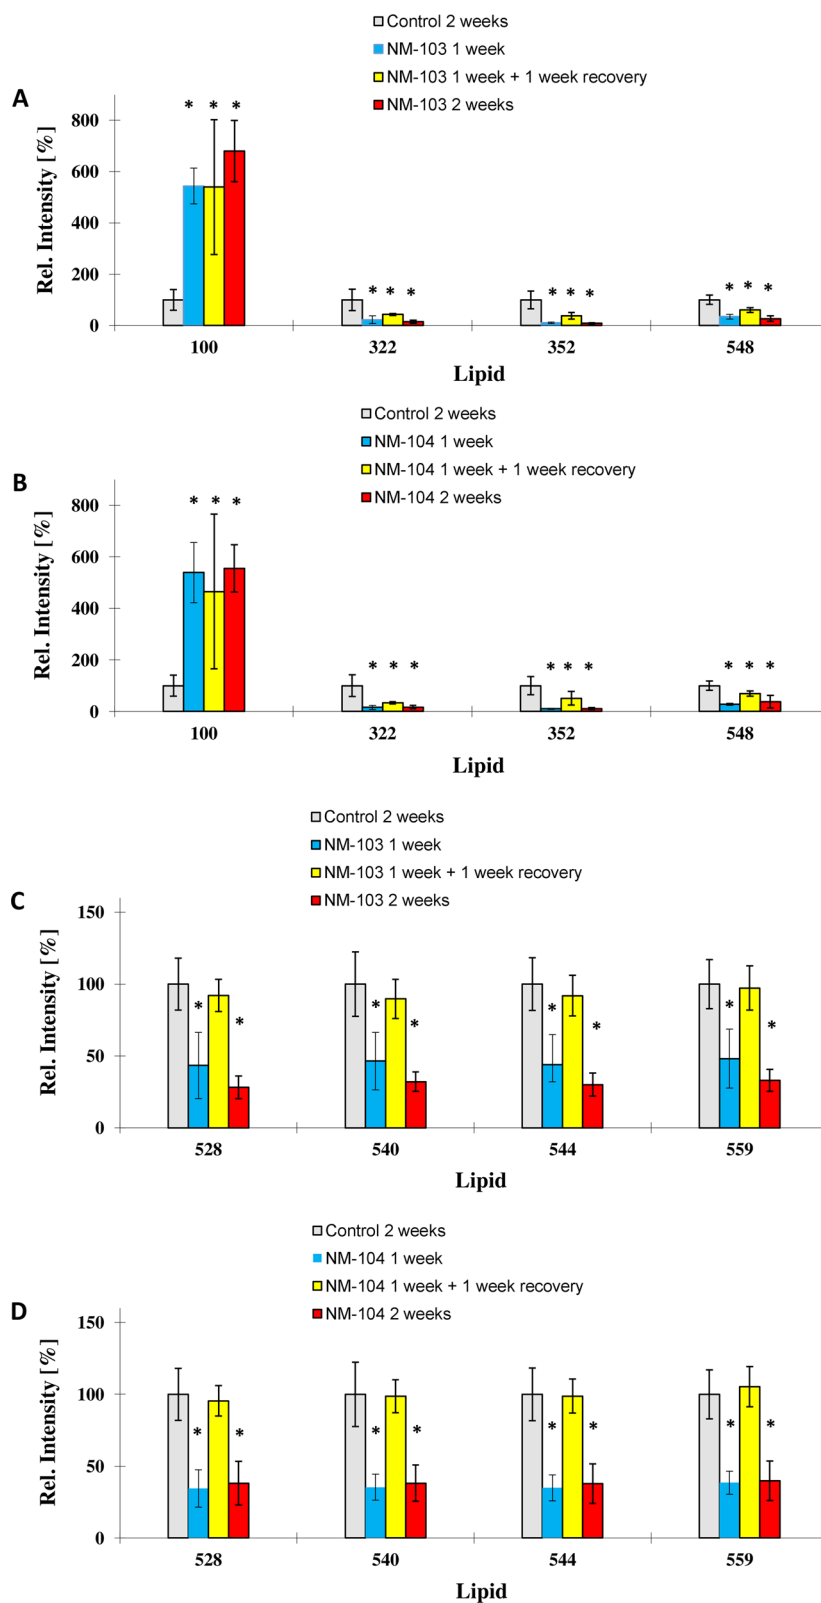 Control 2 weeks
NM-103 1 week
NM-103 1 week + 1 week recovery
NM-103 2 weeks
A
Rel. Intensity [%]
800
600
400
200
0
* * *
* * *
* * *
* * *
100 322 352 548
Lipid
Control 2 weeks
NM-104 1 week
NM-104 1 week + 1 week recovery
NM-104 2 weeks
B
Rel. Intensity [%]
800
600
400
200
0
* * *
* * *
* * *
* * *
100 322 352 548
Lipid
Control 2 weeks
NM-103 1 week
NM-103 1 week + 1 week recovery
NM-103 2 weeks
C
Rel. Intensity [%]
150
100
50
0
* *
* *
* *
* *
528 540 544 559
Lipid
Control 2 weeks
NM-104 1 week
NM-104 1 week + 1 week recovery
NM-104 2 weeks
D
Rel. Intensity [%]
150
100
50
0
* *
* *
* *
* *
528 540 544 559
Lipid